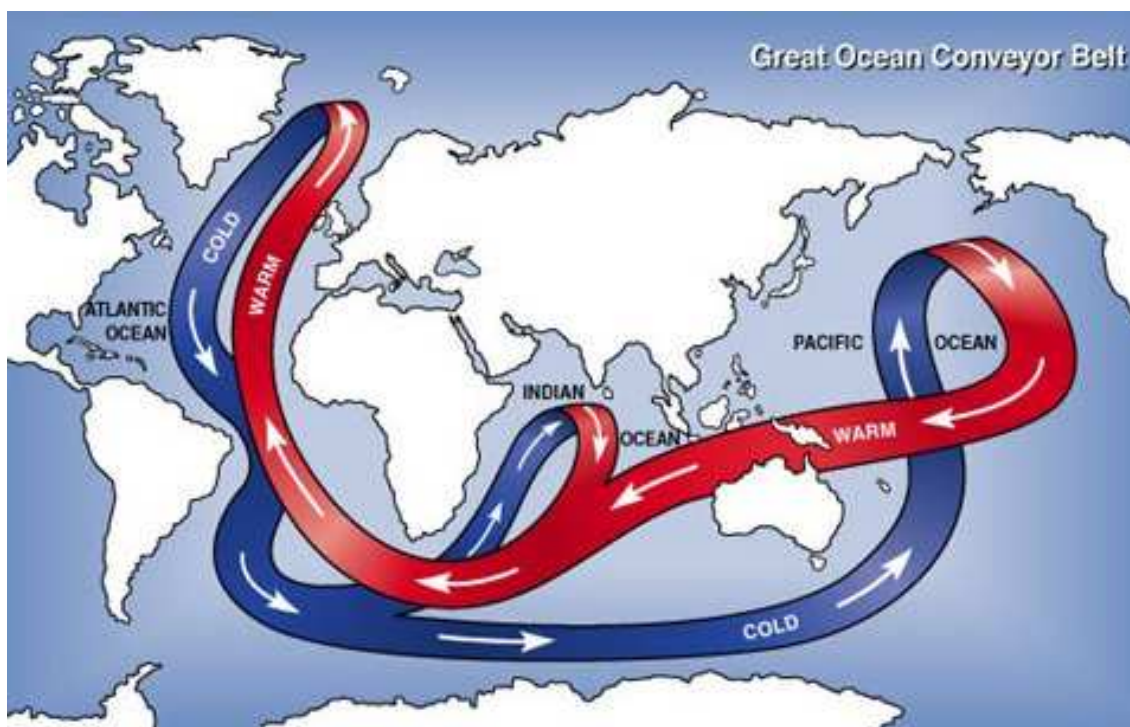 Great Ocean Conveyor Belt
COLD
WARM
ATLANTIC
OCEAN
PACIFIC
OCEAN
INDIAN
OCEAN
WARM
COLD